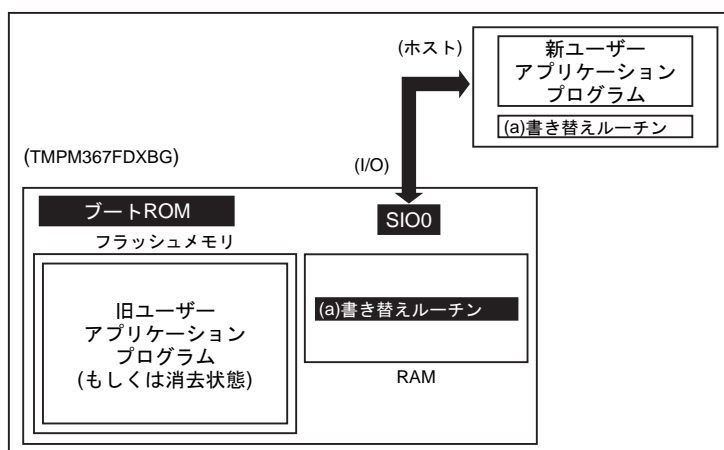 (ホスト)
新ユーザー
アプリケーション
プログラム
(a)書き替えルーチン
(TMPM367FDXBG)
(I/O)
ブートROM
SIO0
フラッシュメモリ
旧ユーザー
アプリケーション
プログラム
(もしくは消去状態)
(a)書き替えルーチン
RAM